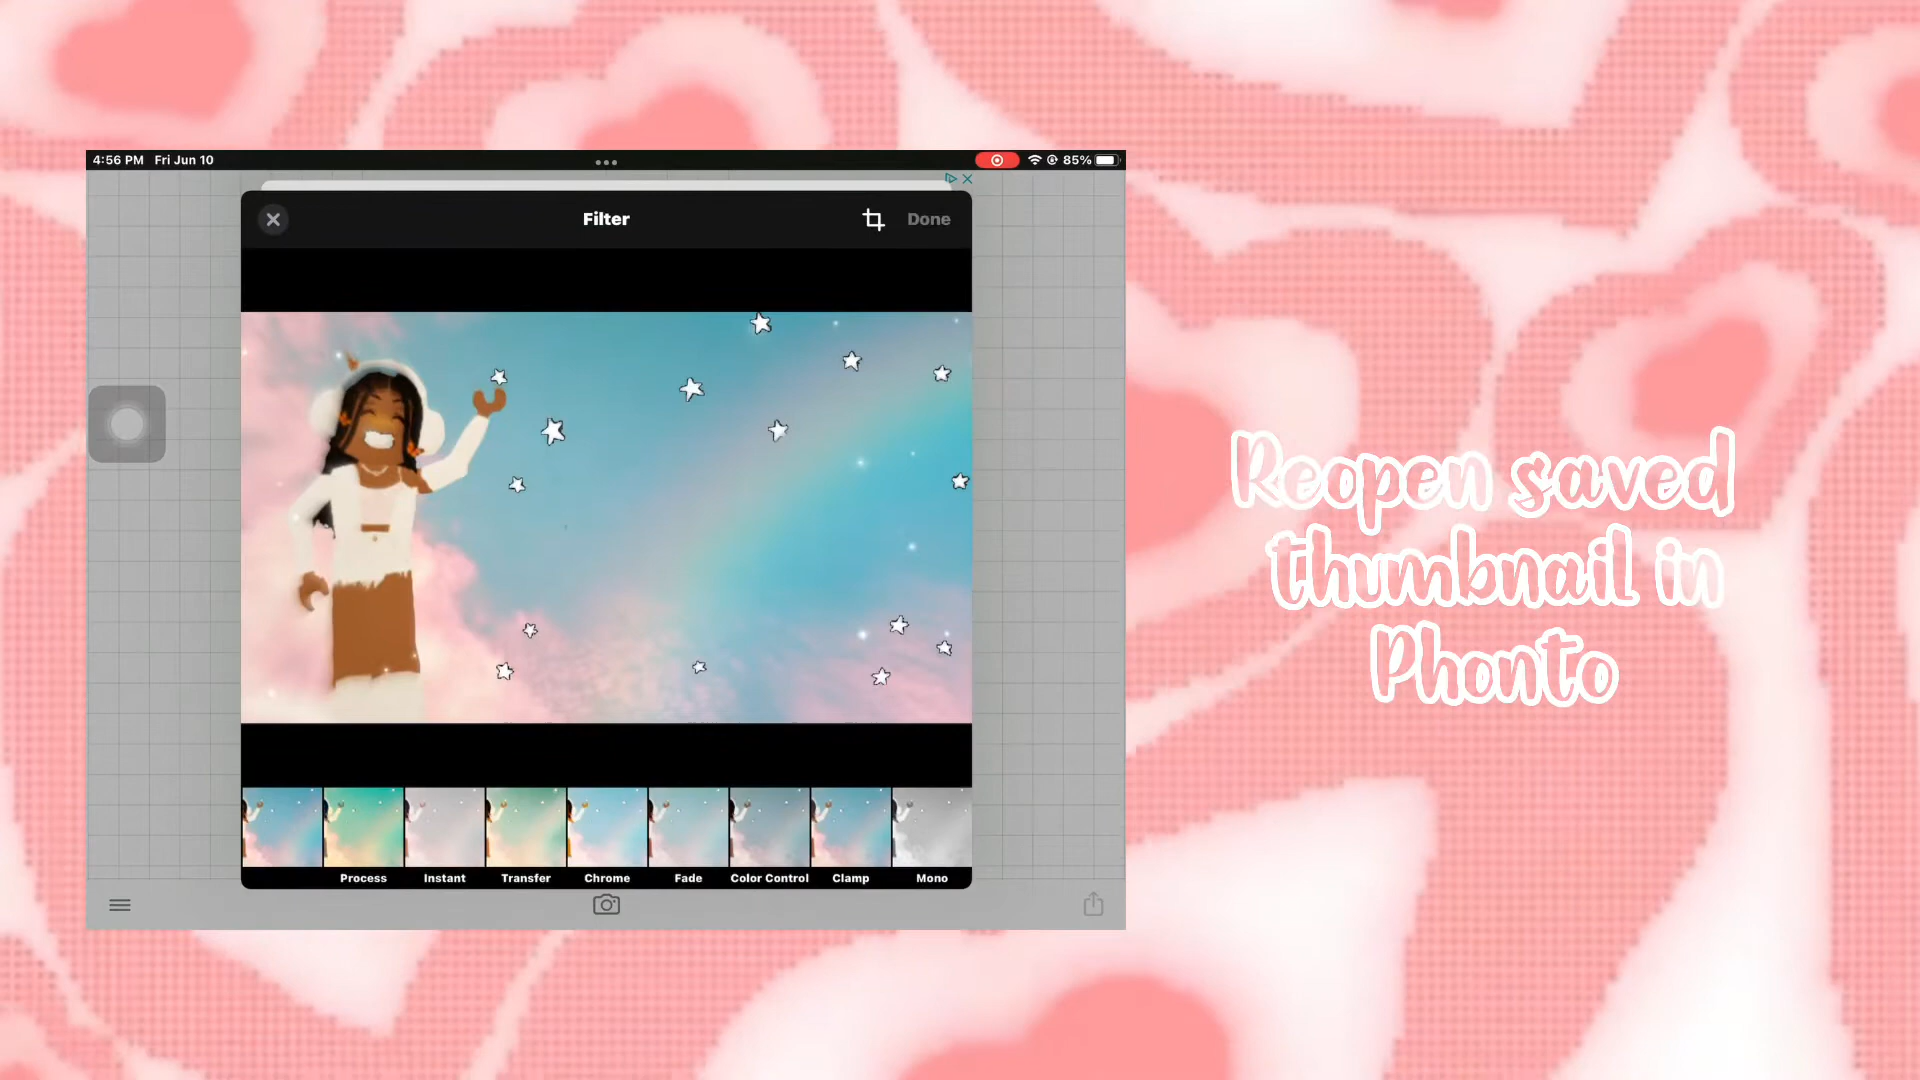 4:56 PM Fri Jun 10
85%
Filter
Done
Process Instant Transfer Chrome Fade Color Control Clamp Mono
Reopen saved
thumbnail in
Phonto